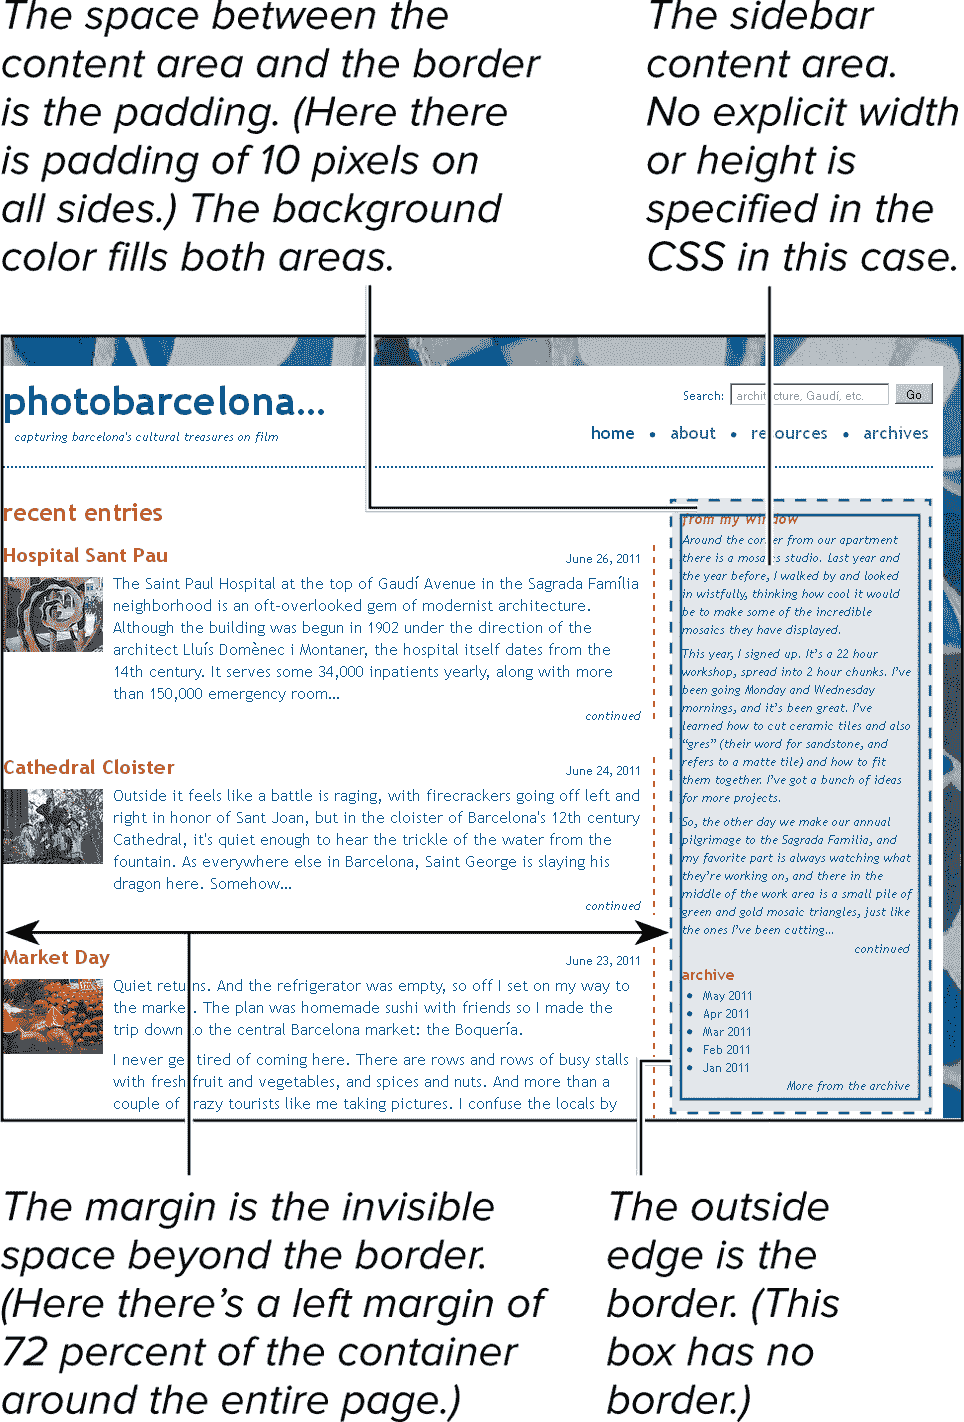 The space between the
content area and the border
is the padding. (Here there
is padding of 10 pixels on
all sides.) The background
color fills both areas.
The sidebar
content area.
No explicit width
or height is
specified in the
CSS in this case.
photobarcelona...
capturing barcelona's cultural treasures on film
Search: architecture, Gaudí, etc. Go
home • about • resources • archives
recent entries
Hospital Sant Pau
June 26, 2011
The Saint Paul Hospital at the top of Gaudí Avenue in the Sagrada Família
neighborhood is an oft-overlooked gem of modernist architecture.
Although the building was begun in 1902 under the direction of the
architect Lluís Domènec i Montaner, the hospital itself dates from the
14th century. It serves some 34,000 inpatients yearly, along with more
than 150,000 emergency room...
continued
Cathedral Cloister
June 24, 2011
Outside it feels like a battle is raging, with firecrackers going off left and
right in honor of Sant Joan, but in the cloister of Barcelona's 12th century
Cathedral, it's quiet enough to hear the trickle of the water from the
fountain. As everywhere else in Barcelona, Saint George is slaying his
dragon here. Somehow...
continued
Market Day
June 23, 2011
Quiet returns. And the refrigerator was empty, so off I set on my way to
the market. The plan was homemade sushi with friends so I made the
trip down to the central Barcelona market: the Boquería.
I never get tired of coming here. There are rows and rows of busy stalls
with fresh fruit and vegetables, and spices and nuts. And more than a
couple of crazy tourists like me taking pictures. I confuse the locals by
from my window
Around the corner from our apartment
there is a mosaics studio. Last year and
the year before, I walked by and looked
in wistfully, thinking how cool it would
be to make some of the incredible
mosaics they have displayed.
This year, I signed up. It's a 22 hour
workshop, spread into 2 hour chunks. I've
been going Monday and Wednesday
mornings, and it's been great. I've
learned how to cut ceramic tiles and also
“gres” (their word for sandstone, and
refers to a matte tile) and how to fit
them together. I've got a bunch of ideas
for more projects.
So, the other day we make our annual
pilgrimage to the Sagrada Familia, and
my favorite part is always watching what
they're working on, and there in the
middle of the work area is a small pile of
green and gold mosaic triangles, just like
the ones I've been cutting...
continued
archive
• May 2011
• Apr 2011
• Mar 2011
• Feb 2011
• Jan 2011
More from the archive
The margin is the invisible
space beyond the border.
(Here there’s a left margin of
72 percent of the container
around the entire page.)
The outside
edge is the
border. (This
box has no
border.)